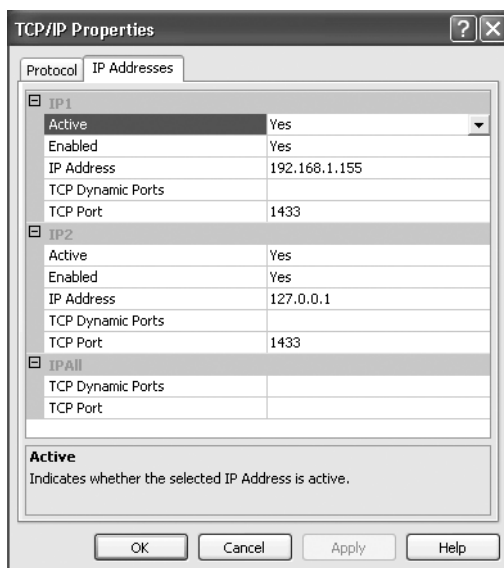 TCP/IP Properties
Protocol IP Addresses
IP1
Active Yes
Enabled Yes
IP Address 192.168.1.155
TCP Dynamic Ports
TCP Port 1433
IP2
Active Yes
Enabled Yes
IP Address 127.0.0.1
TCP Dynamic Ports
TCP Port 1433
IPAll
TCP Dynamic Ports
TCP Port
Active
Indicates whether the selected IP Address is active.
OK Cancel Apply Help